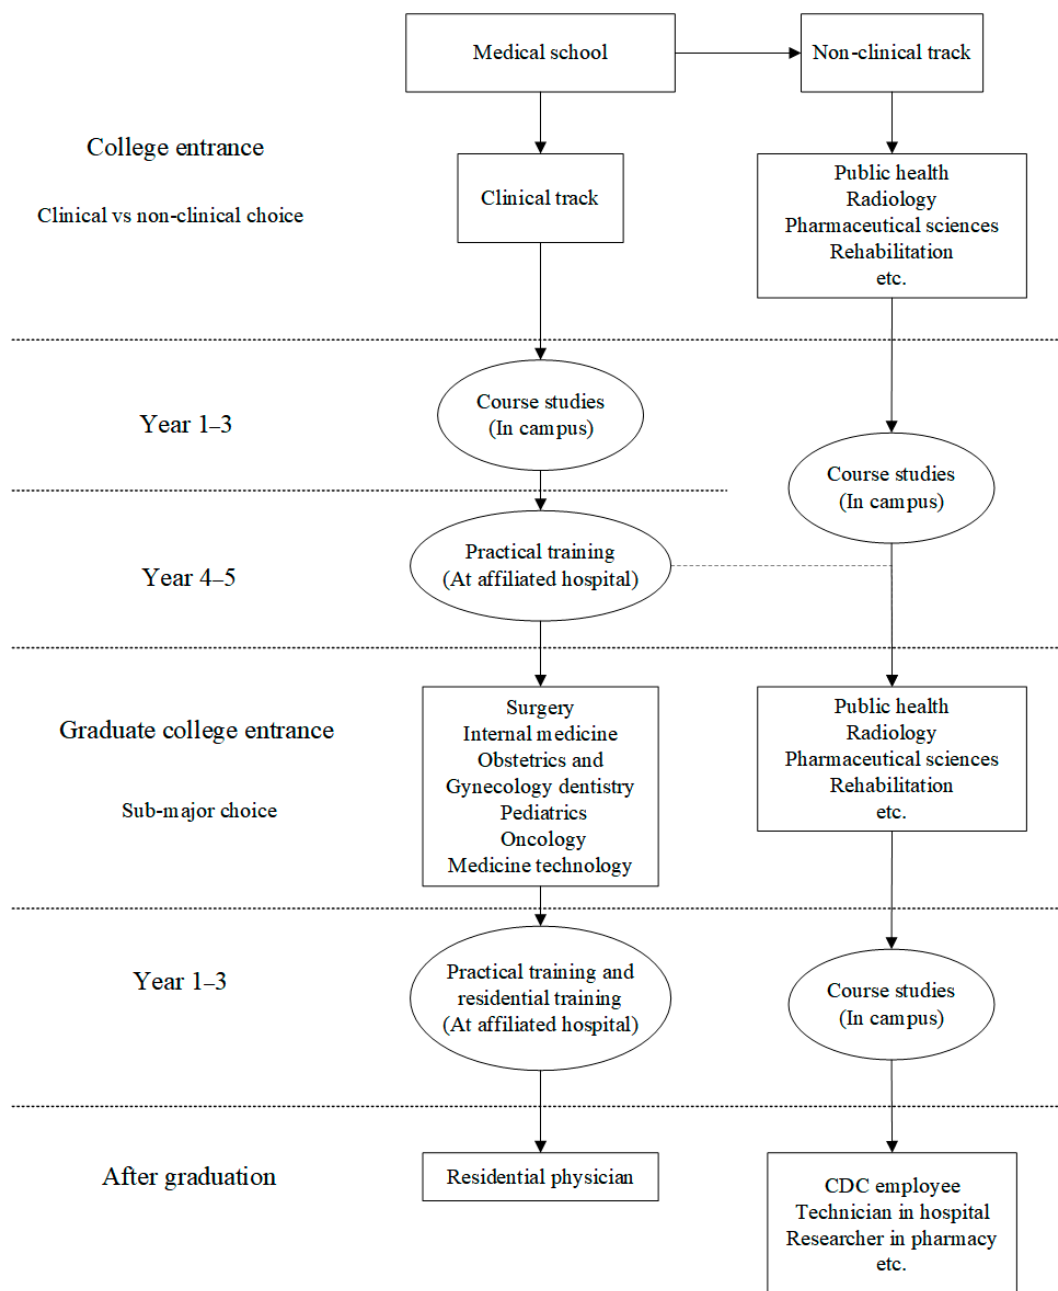 Medical school
Non-clinical track
College entrance
Clinical vs non-clinical choice
Clinical track
Public health
Radiology
Pharmaceutical sciences
Rehabilitation
etc.
Year 1–3
Course studies
(In campus)
Course studies
(In campus)
Year 4–5
Practical training
(At affiliated hospital)
Graduate college entrance
Sub-major choice
Surgery
Internal medicine
Obstetrics and
Gynecology dentistry
Pediatrics
Oncology
Medicine technology
Public health
Radiology
Pharmaceutical sciences
Rehabilitation
etc.
Year 1–3
Practical training and
residential training
(At affiliated hospital)
Course studies
(In campus)
After graduation
Residential physician
CDC employee
Technician in hospital
Researcher in pharmacy
etc.